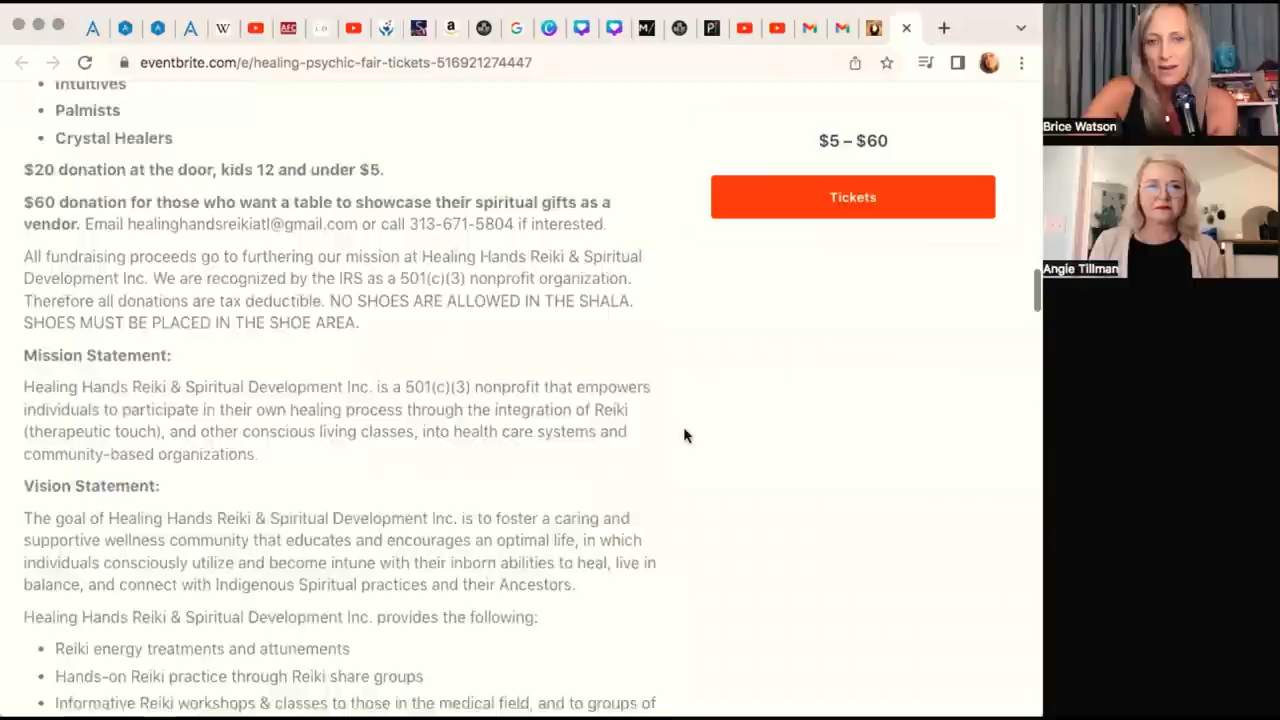 eventbrite.com/e/healing-psychic-fair-tickets-516921274447
Intuitives
Palmists
Crystal Healers
$20 donation at the door, kids 12 and under $5.
$60 donation for those who want a table to showcase their spiritual gifts as a
vendor. Email healinghandsreikiatl@gmail.com or call 313-671-5804 if interested.
All fundraising proceeds go to furthering our mission at Healing Hands Reiki & Spiritual
Development Inc. We are recognized by the IRS as a 501(c)(3) nonprofit organization.
Therefore all donations are tax deductible. NO SHOES ARE ALLOWED IN THE SHALA.
SHOES MUST BE PLACED IN THE SHOE AREA.
Mission Statement:
Healing Hands Reiki & Spiritual Development Inc. is a 501(c)(3) nonprofit that empowers
individuals to participate in their own healing process through the integration of Reiki
(therapeutic touch), and other conscious living classes, into health care systems and
community-based organizations.
Vision Statement:
The goal of Healing Hands Reiki & Spiritual Development Inc. is to foster a caring and
supportive wellness community that educates and encourages an optimal life, in which
individuals consciously utilize and become intune with their inborn abilities to heal, live in
balance, and connect with Indigenous Spiritual practices and their Ancestors.
Healing Hands Reiki & Spiritual Development Inc. provides the following:
Reiki energy treatments and attunements
Hands-on Reiki practice through Reiki share groups
Informative Reiki workshops & classes to those in the medical field, and to groups of
$5 – $60
Tickets
Brice Watson
Angie Tillman